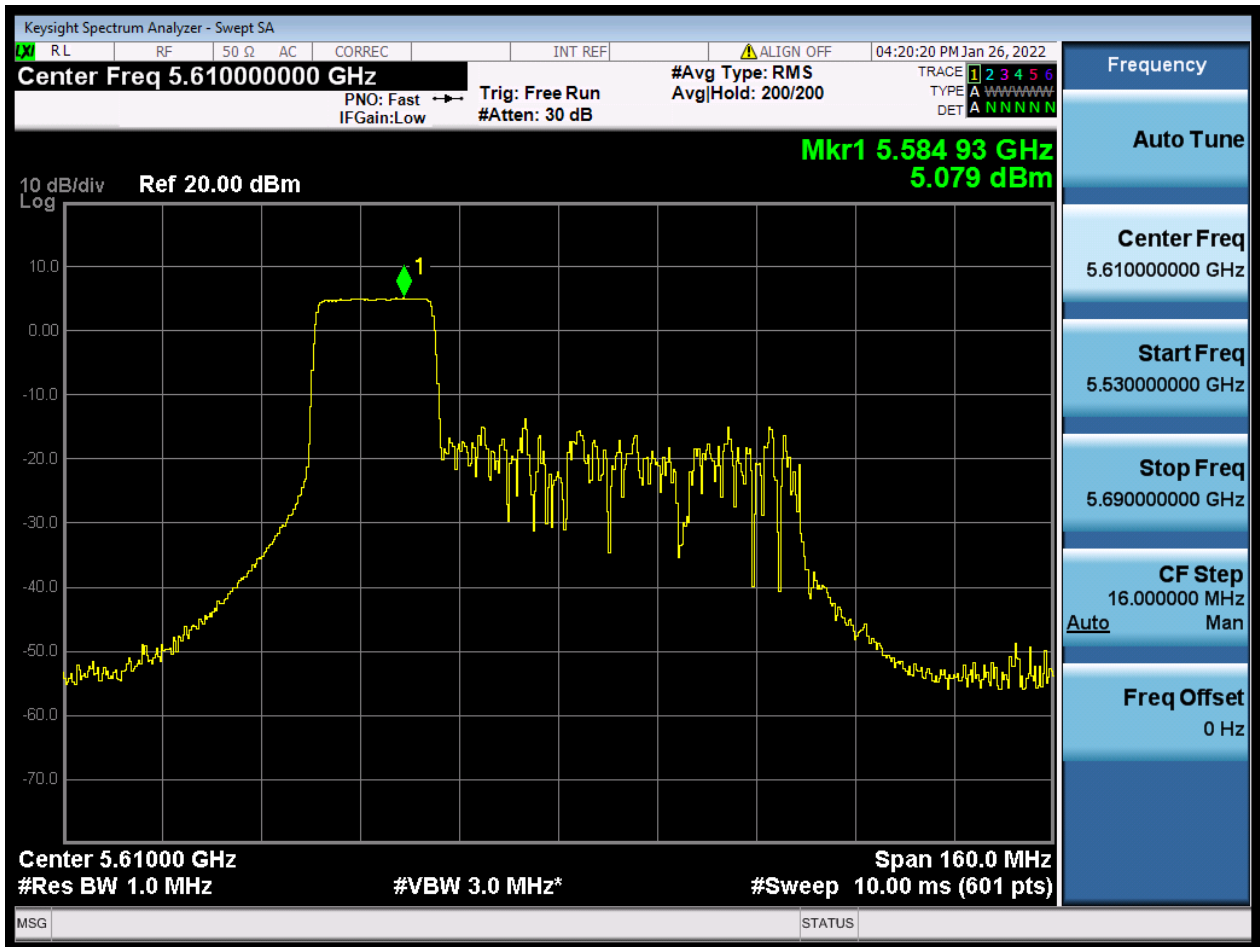 Keysight Spectrum Analyzer - Swept SA
LXI RL RF 50 Ω AC CORREC INT REF ALIGN OFF 04:20:20 PM Jan 26, 2022
Center Freq 5.610000000 GHz
PNO: Fast
IFGain:Low
Trig: Free Run
#Atten: 30 dB
#Avg Type: RMS
Avg|Hold: 200/200
TRACE 1 2 3 4 5 6
TYPE A WWWWW
DET A N N N N N
Mkr1 5.584 93 GHz
5.079 dBm
10 dB/div Ref 20.00 dBm
Log
1
10.0
0.00
-10.0
-20.0
-30.0
-40.0
-50.0
-60.0
-70.0
Center 5.61000 GHz Span 160.0 MHz
#Res BW 1.0 MHz #VBW 3.0 MHz* #Sweep 10.00 ms (601 pts)
MSG STATUS
Frequency
Auto Tune
Center Freq
5.610000000 GHz
Start Freq
5.530000000 GHz
Stop Freq
5.690000000 GHz
CF Step
16.000000 MHz
Auto Man
Freq Offset
0 Hz